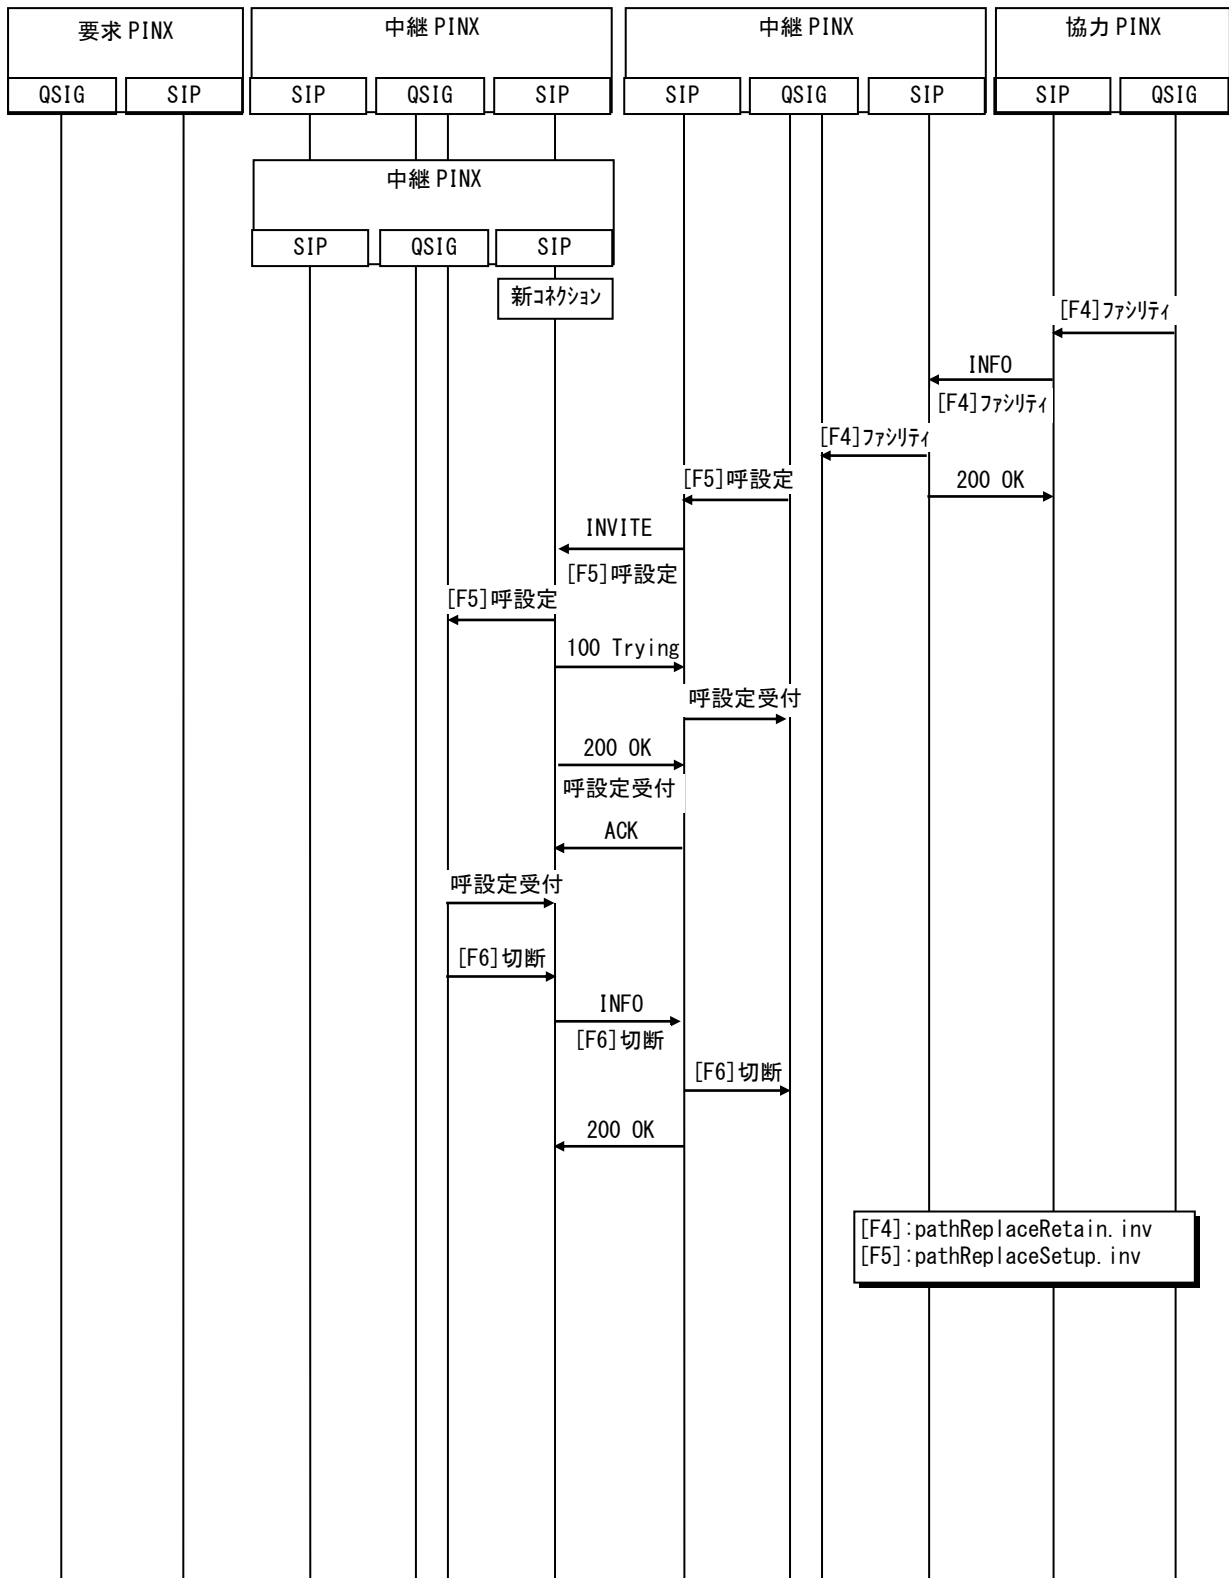 要求 PINX
中継 PINX
中継 PINX
協力 PINX
QSIG
SIP
SIP
QSIG
SIP
SIP
QSIG
SIP
SIP
QSIG
中継 PINX
SIP
QSIG
SIP
新ｺﾈｸｼｮﾝ
[F4]ﾌｧｼﾘﾃｨ
INFO
[F4]ﾌｧｼﾘﾃｨ
[F4]ﾌｧｼﾘﾃｨ
200 OK
[F5]呼設定
INVITE
[F5]呼設定
[F5]呼設定
100 Trying
呼設定受付
200 OK
呼設定受付
ACK
呼設定受付
[F6]切断
INFO
[F6]切断
[F6]切断
200 OK
[F4]:pathReplaceRetain.inv
[F5]:pathReplaceSetup.inv